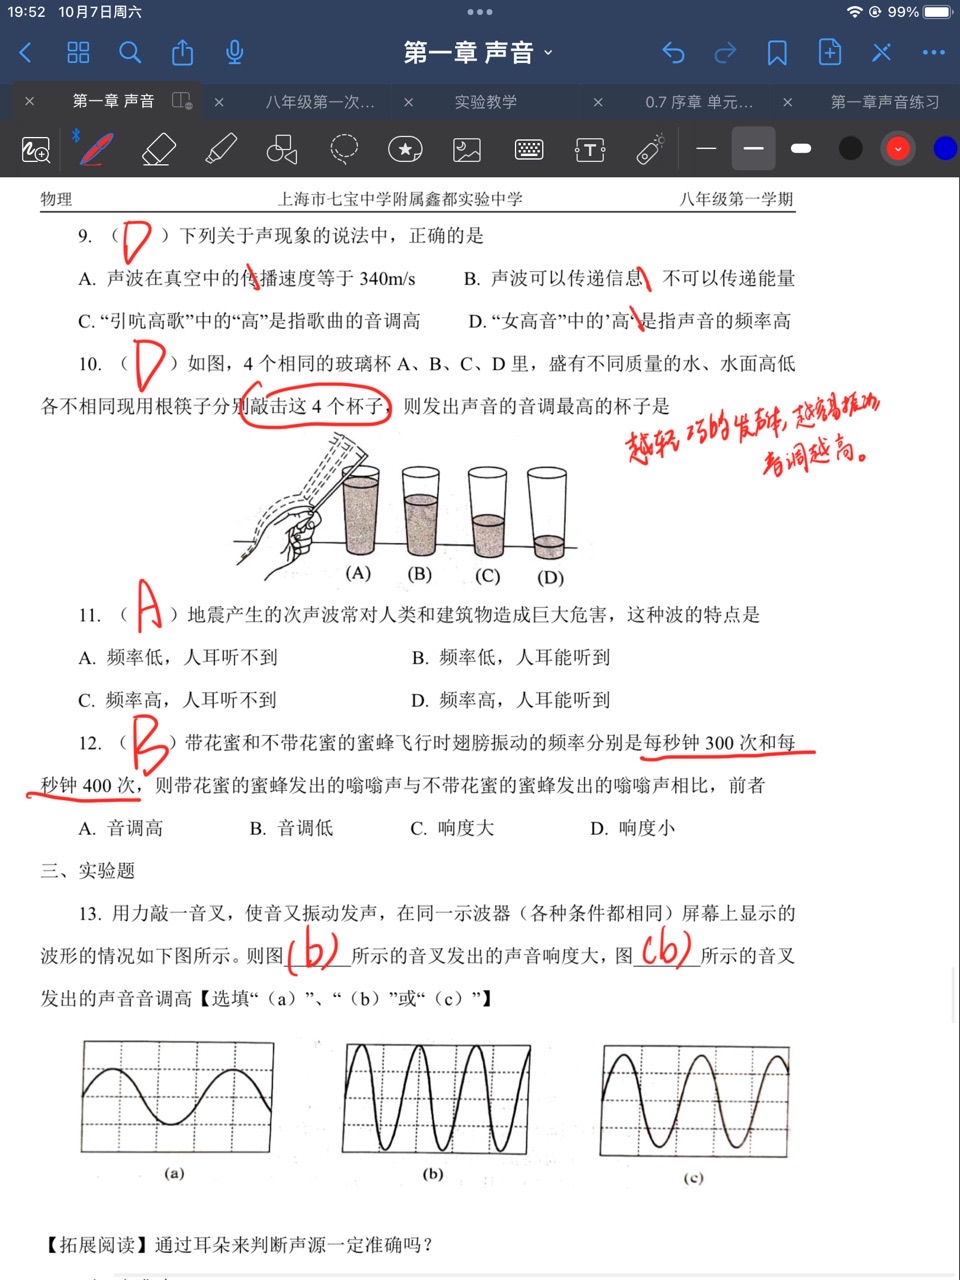 19:52 10月7日周六
99%
第一章 声音
第一章 声音
八年级第一次...
实验教学
0.7 序章 单元...
第一章声音练习
物理
上海市七宝中学附属鑫都实验中学
八年级第一学期
9. （ D ）下列关于声现象的说法中，正确的是
A. 声波在真空中的传播速度等于 340m/s
B. 声波可以传递信息 不可以传递能量
C. “引吭高歌”中的“高”是指歌曲的音调高
D. “女高音”中的’高‘是指声音的频率高
10. （ D ）如图，4 个相同的玻璃杯 A、B、C、D 里，盛有不同质量的水、水面高低
各不相同现用根筷子分别敲击这 4 个杯子，则发出声音的音调最高的杯子是
越轻巧的发声体，越容易振动
音调越高。
(A) (B) (C) (D)
11. （ A ）地震产生的次声波常对人类和建筑物造成巨大危害，这种波的特点是
A. 频率低，人耳听不到
B. 频率低，人耳能听到
C. 频率高，人耳听不到
D. 频率高，人耳能听到
12. （ B ）带花蜜和不带花蜜的蜜蜂飞行时翅膀振动的频率分别是每秒钟 300 次和每
秒钟 400 次，则带花蜜的蜜蜂发出的嗡嗡声与不带花蜜的蜜蜂发出的嗡嗡声相比，前者
A. 音调高
B. 音调低
C. 响度大
D. 响度小
三、实验题
13. 用力敲一音叉，使音叉振动发声，在同一示波器（各种条件都相同）屏幕上显示的
波形的情况如下图所示。则图(b)所示的音叉发出的声音响度大，图(b)所示的音叉
发出的声音音调高【选填“（a）”、“（b）”或“（c）”】
(a)
(b)
(c)
【拓展阅读】通过耳朵来判断声源一定准确吗？